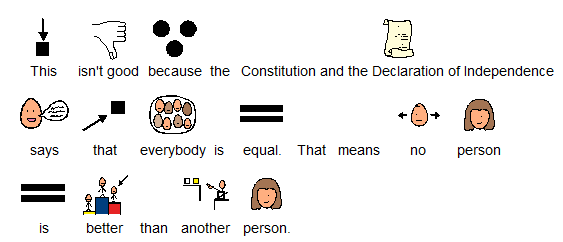 This isn't good because the Constitution and the Declaration of Independence
says that everybody is equal. That means no person
is better than another person.